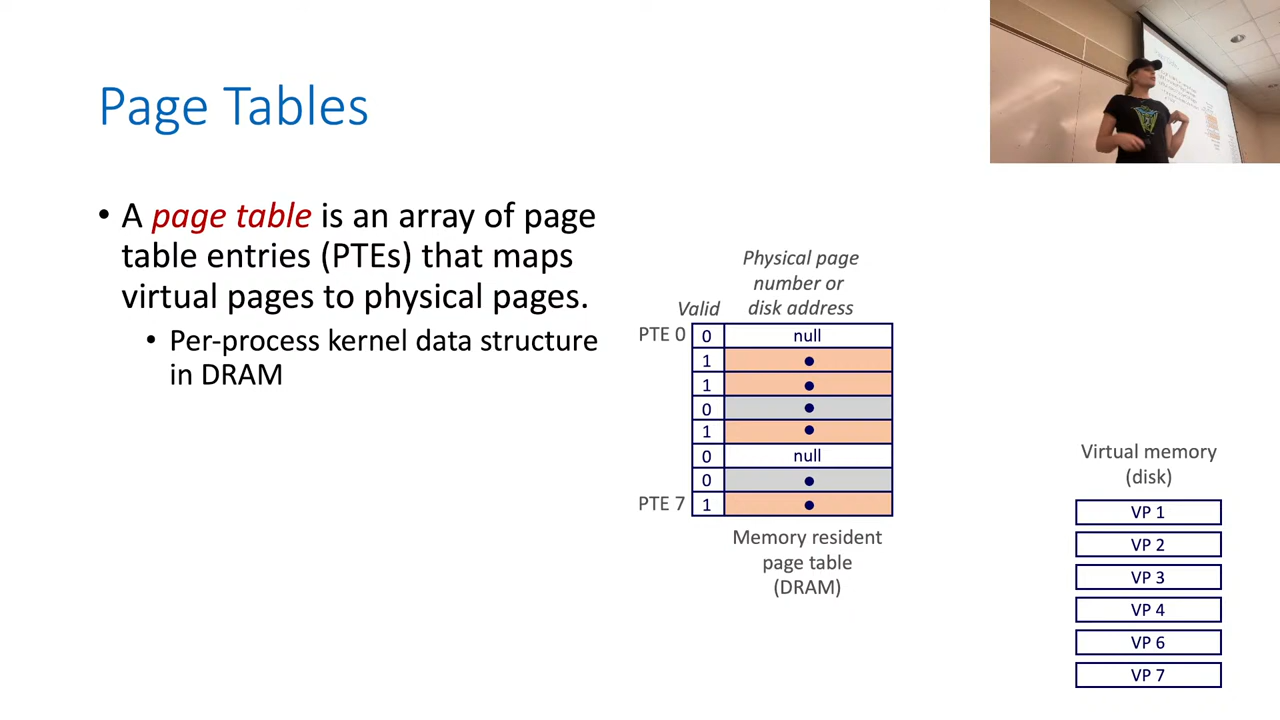 Page Tables
• A page table is an array of page
table entries (PTEs) that maps
virtual pages to physical pages.
• Per-process kernel data structure
in DRAM
Physical page
number or
disk address
Valid
PTE 0 0 null
1
1
0
1
0 null
0
PTE 7 1
Memory resident
page table
(DRAM)
Virtual memory
(disk)
VP 1
VP 2
VP 3
VP 4
VP 6
VP 7